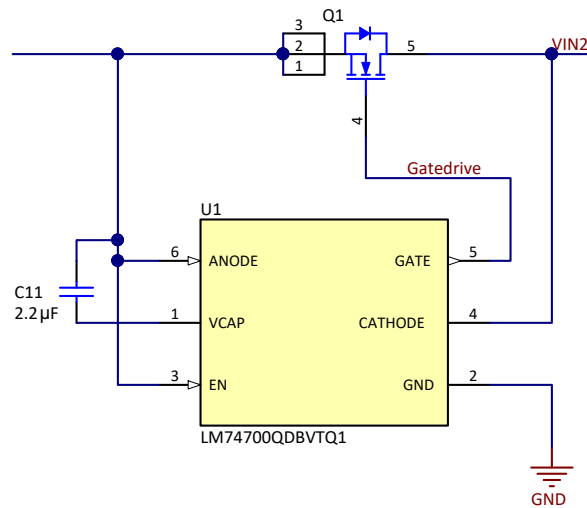 Q1
3
2
1
5
VIN2
4
Gatedrive
U1
6
ANODE
GATE
5
C11
2.2µF
1
VCAP
CATHODE
4
3
EN
GND
2
LM74700QDBVTQ1
GND